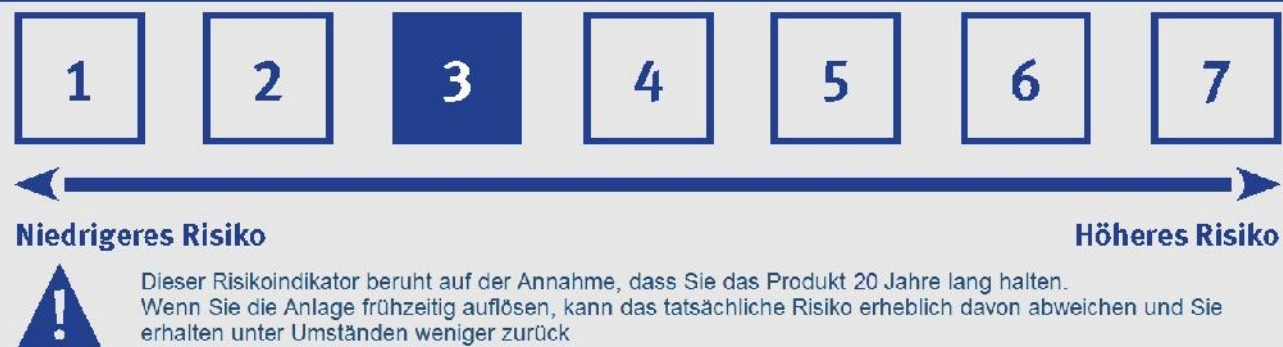 1 2 3 4 5 6 7
Niedrigeres Risiko Höheres Risiko
!
Dieser Risikoindikator beruht auf der Annahme, dass Sie das Produkt 20 Jahre lang halten.
Wenn Sie die Anlage frühzeitig auflösen, kann das tatsächliche Risiko erheblich davon abweichen und Sie
erhalten unter Umständen weniger zurück